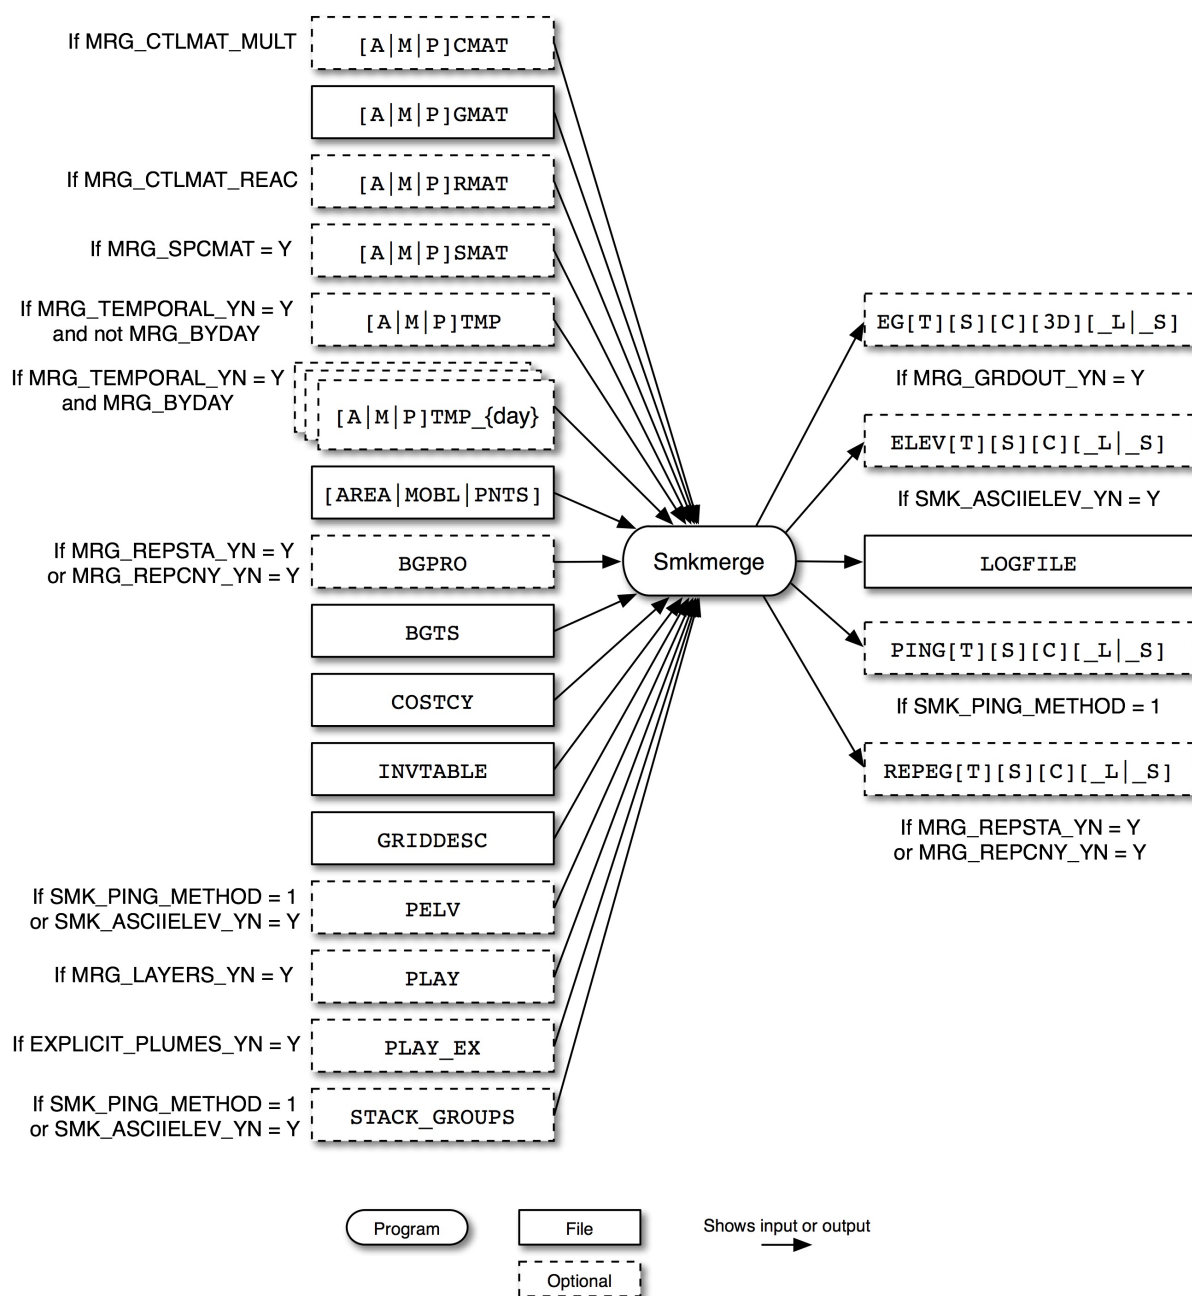 If MRG_CTLMAT_MULT
[A|M|P]CMAT
[A|M|P]GMAT
If MRG_CTLMAT_REAC
[A|M|P]RMAT
If MRG_SPCMAT = Y
[A|M|P]SMAT
If MRG_TEMPORAL_YN = Y
and not MRG_BYDAY
[A|M|P]TMP
If MRG_TEMPORAL_YN = Y
and MRG_BYDAY
[A|M|P]TMP_{day}
[AREA|MOBL|PNTS]
If MRG_REPSTA_YN = Y
or MRG_REPCNY_YN = Y
BGPRO
BGTS
COSTCY
INVTABLE
GRIDDESC
If SMK_PING_METHOD = 1
or SMK_ASCIIELEV_YN = Y
PELV
If MRG_LAYERS_YN = Y
PLAY
If EXPLICIT_PLUMES_YN = Y
PLAY_EX
If SMK_PING_METHOD = 1
or SMK_ASCIIELEV_YN = Y
STACK_GROUPS
Smkmerge
EG[T][S][C][3D][_L|_S]
If MRG_GRDOUT_YN = Y
ELEV[T][S][C][_L|_S]
If SMK_ASCIIELEV_YN = Y
LOGFILE
PING[T][S][C][_L|_S]
If SMK_PING_METHOD = 1
REPEG[T][S][C][_L|_S]
If MRG_REPSTA_YN = Y
or MRG_REPCNY_YN = Y
Program
File
Shows input or output
Optional